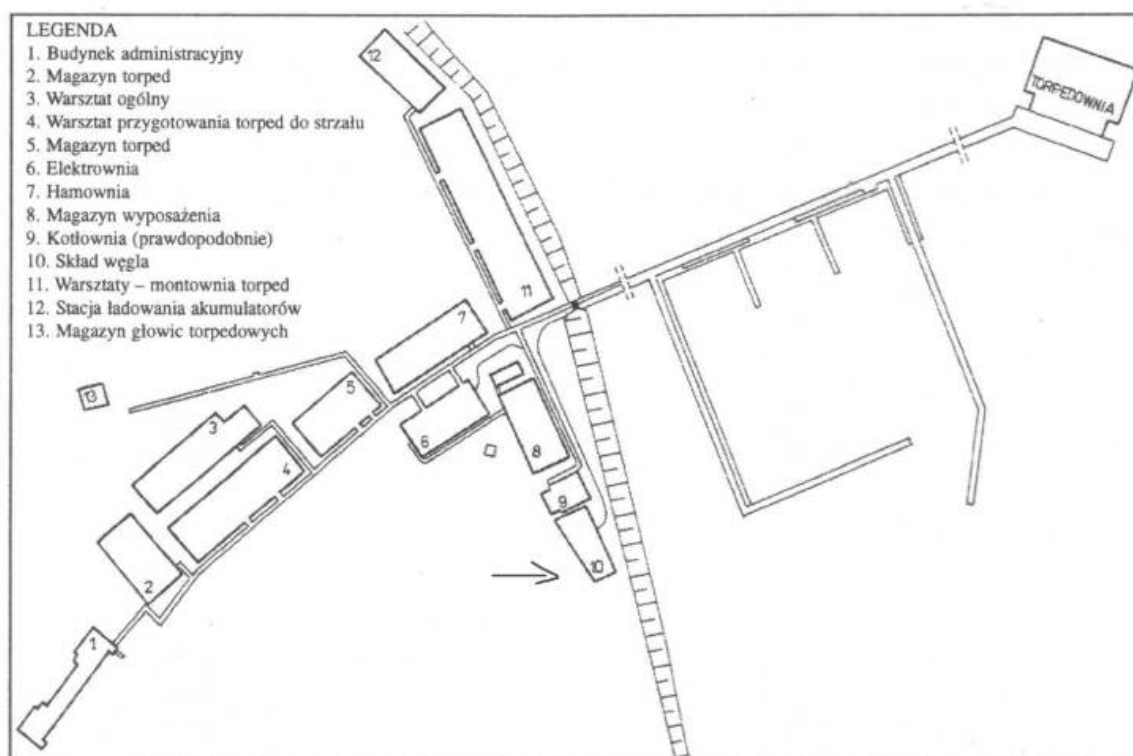 LEGENDA
1. Budynek administracyjny
2. Magazyn torped
3. Warsztat ogólny
4. Warsztat przygotowania torped do strzału
5. Magazyn torped
6. Elektrownia
7. Hamownia
8. Magazyn wyposażenia
9. Kotłownia (prawdopodobnie)
10. Skład węgla
11. Warsztaty – montownia torped
12. Stacja ładowania akumulatorów
13. Magazyn głowic torpedowych
12
TORPEDOWNIA
11
7
13
5
3
6
4
8
9
10
2
1